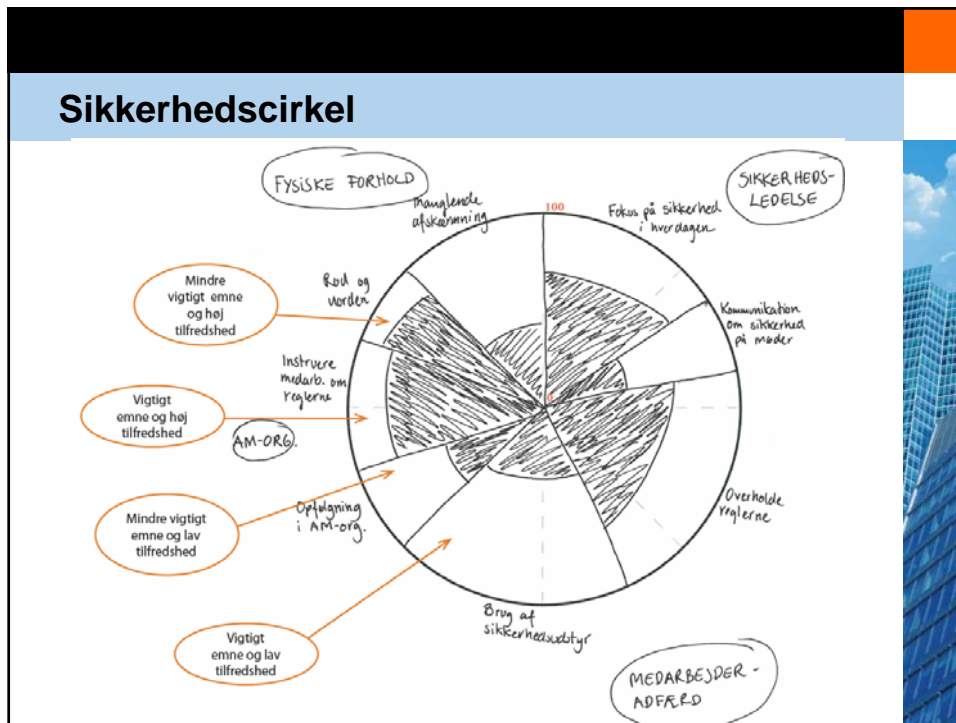 Sikkerhedscirkel
FYSISKE FORHOLD
SIKKERHEDS-
LEDELSE
manglende
afskærmning
100
Fokus på sikkerhed
i hverdagen
Mindre
vigtigt emne
og høj
tilfredshed
Rod og
uorden
Kommunikation
om sikkerhed
på møder
Instruere
medarb. om
reglerne
Vigtigt
emne og høj
tilfredshed
0
AM-ORG.
Overholde
reglerne
Mindre vigtigt
emne og lav
tilfredshed
Opfølgning
i AM-org.
Brug af
sikkerhedsudstyr
Vigtigt
emne og lav
tilfredshed
MEDARBEJDER-
ADFÆRD